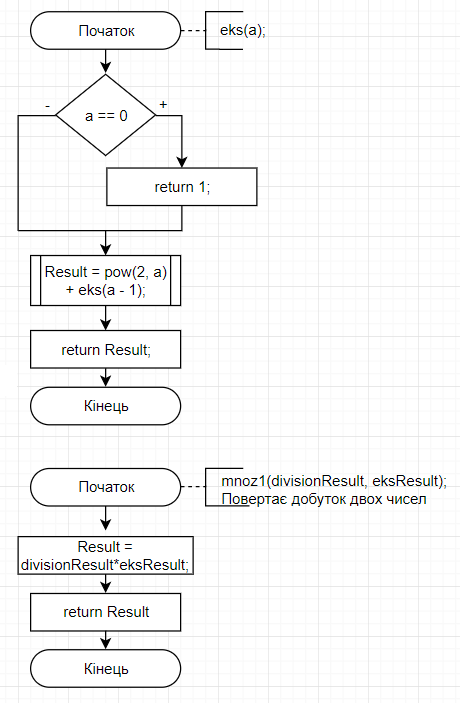 Початок
eks(a);
a == 0
-
+
return 1;
Result = pow(2, a)
+ eks(a - 1);
return Result;
Кінець
Початок
mnoz1(divisionResult, eksResult);
Повертає добуток двох чисел
Result =
divisionResult*eksResult;
return Result
Кінець